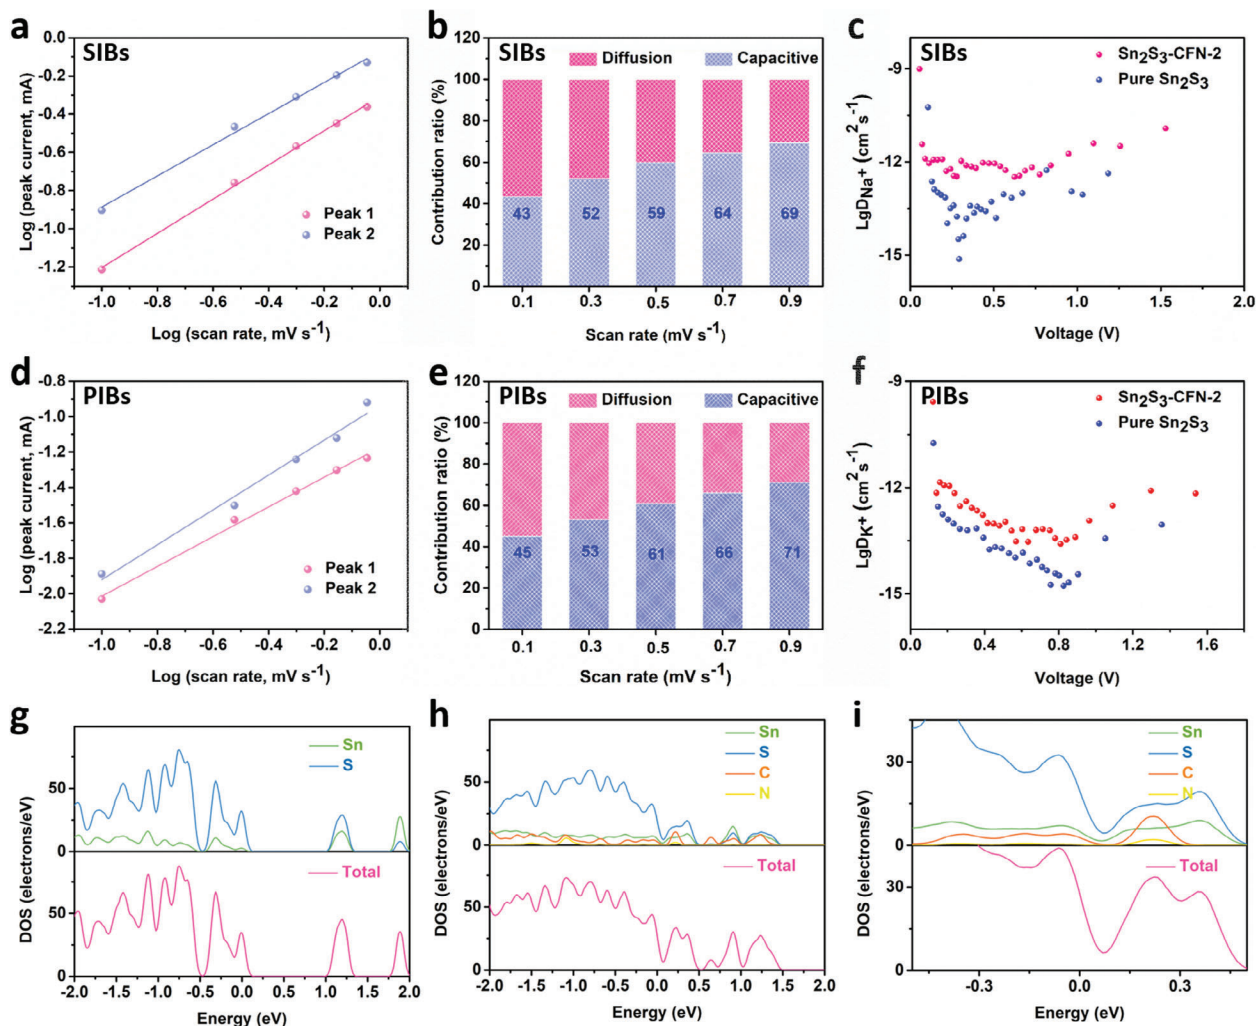 a
SIBs
Log (peak current, mA)
0.0
-0.2
-0.4
-0.6
-0.8
-1.0
-1.2
Peak 1
Peak 2
-1.0 -0.8 -0.6 -0.4 -0.2 0.0
Log (scan rate, mV s⁻¹)
b
SIBs
Contribution ratio (%)
120
100
80
60
40
20
0
Diffusion Capacitive
43 52 59 64 69
0.1 0.3 0.5 0.7 0.9
Scan rate (mV s⁻¹)
c
SIBs
LgD_Na⁺ (cm² s⁻¹)
-9
-12
-15
Sn₂S₃-CFN-2
Pure Sn₂S₃
0.0 0.5 1.0 1.5 2.0
Voltage (V)
d
PIBs
Log (peak current, mA)
-0.8
-1.0
-1.2
-1.4
-1.6
-1.8
-2.0
-2.2
Peak 1
Peak 2
-1.0 -0.8 -0.6 -0.4 -0.2 0.0
Log (scan rate, mV s⁻¹)
e
PIBs
Contribution ratio (%)
120
100
80
60
40
20
0
Diffusion Capacitive
45 53 61 66 71
0.1 0.3 0.5 0.7 0.9
Scan rate (mV s⁻¹)
f
PIBs
LgD_K⁺ (cm² s⁻¹)
-9
-12
-15
Sn₂S₃-CFN-2
Pure Sn₂S₃
0.0 0.4 0.8 1.2 1.6
Voltage (V)
g
DOS (electrons/eV)
50
0
50
0
Sn
S
Total
-2.0 -1.5 -1.0 -0.5 0.0 0.5 1.0 1.5 2.0
Energy (eV)
h
DOS (electrons/eV)
50
0
50
0
Sn
S
C
N
Total
-2.0 -1.5 -1.0 -0.5 0.0 0.5 1.0 1.5 2.0
Energy (eV)
i
DOS (electrons/eV)
30
0
30
0
Sn
S
C
N
Total
-0.3 0.0 0.3
Energy (eV)